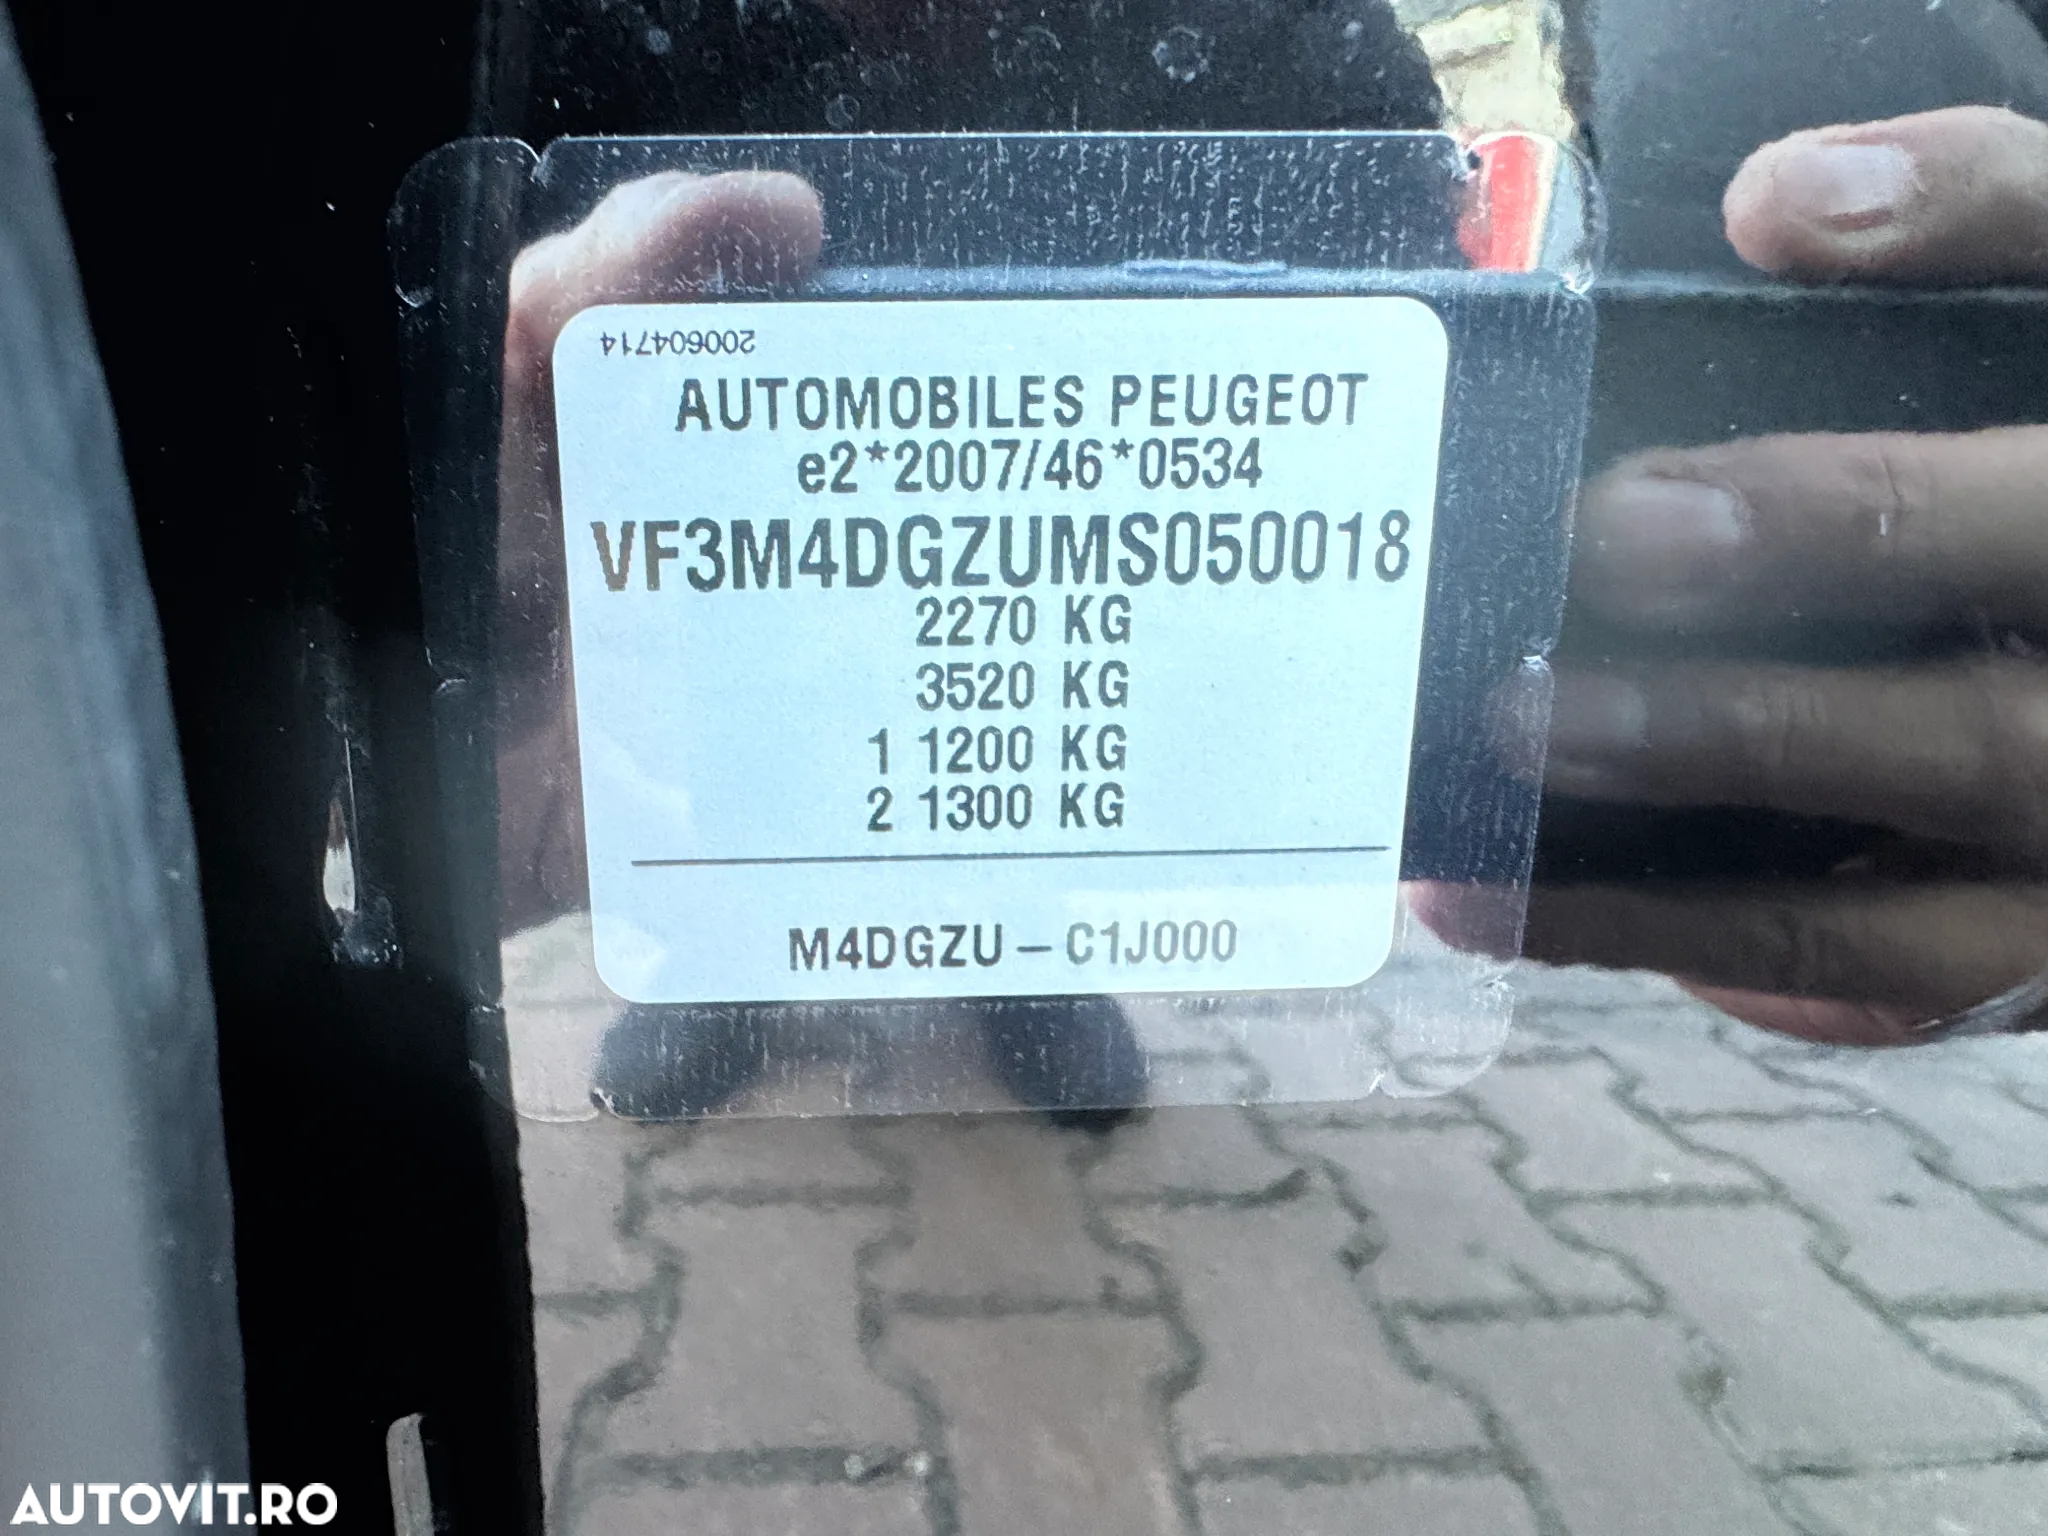 200604714
AUTOMOBILES PEUGEOT
e2*2007/46*0534
VF3M4DGZUMS050018
2270 KG
3520 KG
1 1200 KG
2 1300 KG
M4DGZU – C1J000
AUTOVIT.RO